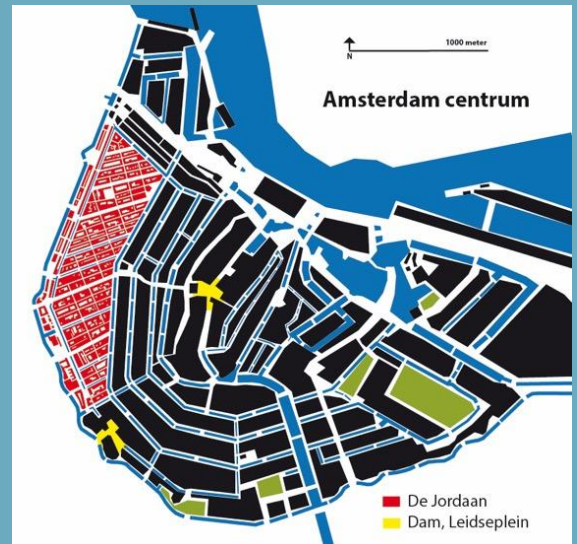 1000 meter
N
Amsterdam centrum
De Jordaan
Dam, Leidseplein